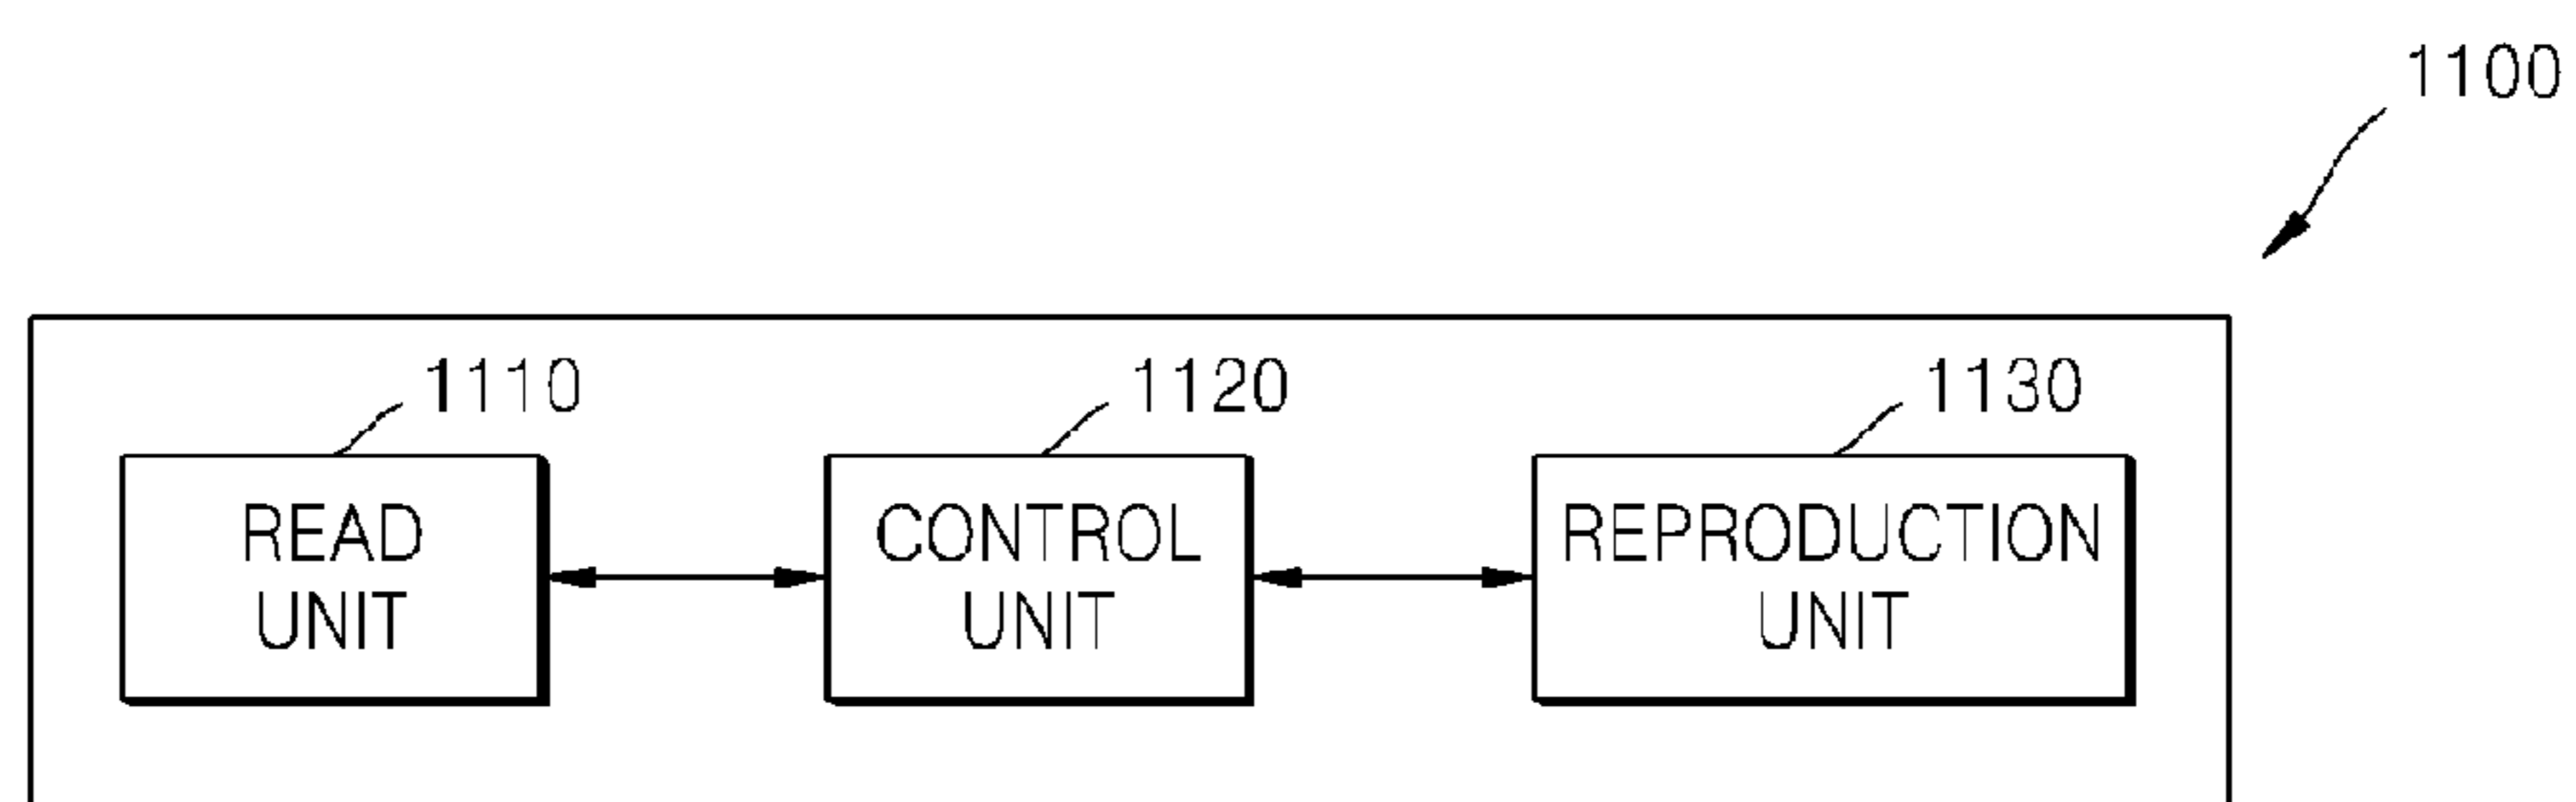 1100
1110
1120
1130
READ
UNIT
CONTROL
UNIT
REPRODUCTION
UNIT